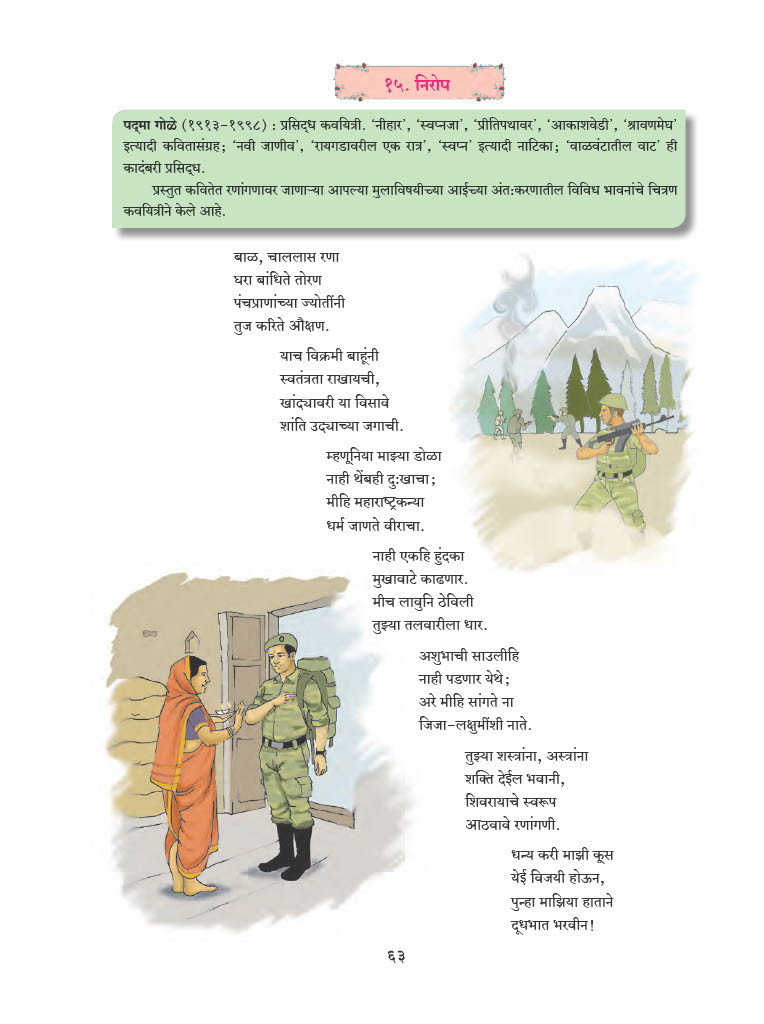 १५. निरोप
पद्मा गोळे (१९१३-१९९८) : प्रसिद्ध कवयित्री. ‘नीहार’, ‘स्वप्नजा’, ‘प्रीतिपथावर’, ‘आकाशवेडी’, ‘श्रावणमेघ’
इत्यादी कवितासंग्रह; ‘नवी जाणीव’, ‘रायगडावरील एक रात्र’, ‘स्वप्न’ इत्यादी नाटिका; ‘वाळवंटातील वाट’ ही
कादंबरी प्रसिद्ध.
प्रस्तुत कवितेत रणांगणावर जाणाऱ्या आपल्या मुलाविषयीच्या आईच्या अंत:करणातील विविध भावनांचे चित्रण
कवयित्रीने केले आहे.
बाळ, चाललास रणा
घरा बांधिते तोरण
पंचप्राणांच्या ज्योतींनी
तुज करिते औक्षण.
याच विक्रमी बाहूंनी
स्वतंत्रता राखायची,
खांद्यावरी या विसावे
शांति उद्याच्या जगाची.
म्हणूनिया माझ्या डोळा
नाही थेंबही दु:खाचा;
मीहि महाराष्ट्रकन्या
धर्म जाणते वीराचा.
नाही एकहि हुंदका
मुखावाटे काढणार.
मीच लावुनि ठेविली
तुझ्या तलवारीला धार.
अशुभाची साउलीहि
नाही पडणार येथे;
अरे मीहि सांगते ना
जिजा-लक्षुमींशी नाते.
तुझ्या शस्त्रांना, अस्त्रांना
शक्ति देईल भवानी,
शिवरायाचे स्वरूप
आठवावे रणांगणी.
धन्य करी माझी कूस
येई विजयी होऊन,
पुन्हा माझिया हाताने
दूधभात भरवीन!
६३